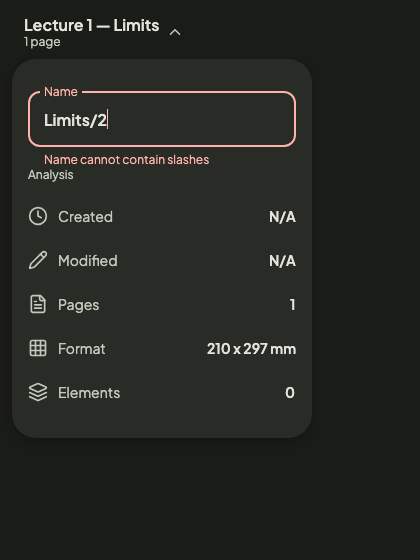 Lecture 1 — Limits
1 page
Name
Limits/2
Name cannot contain slashes
Analysis
Created N/A
Modified N/A
Pages 1
Format 210 x 297 mm
Elements 0